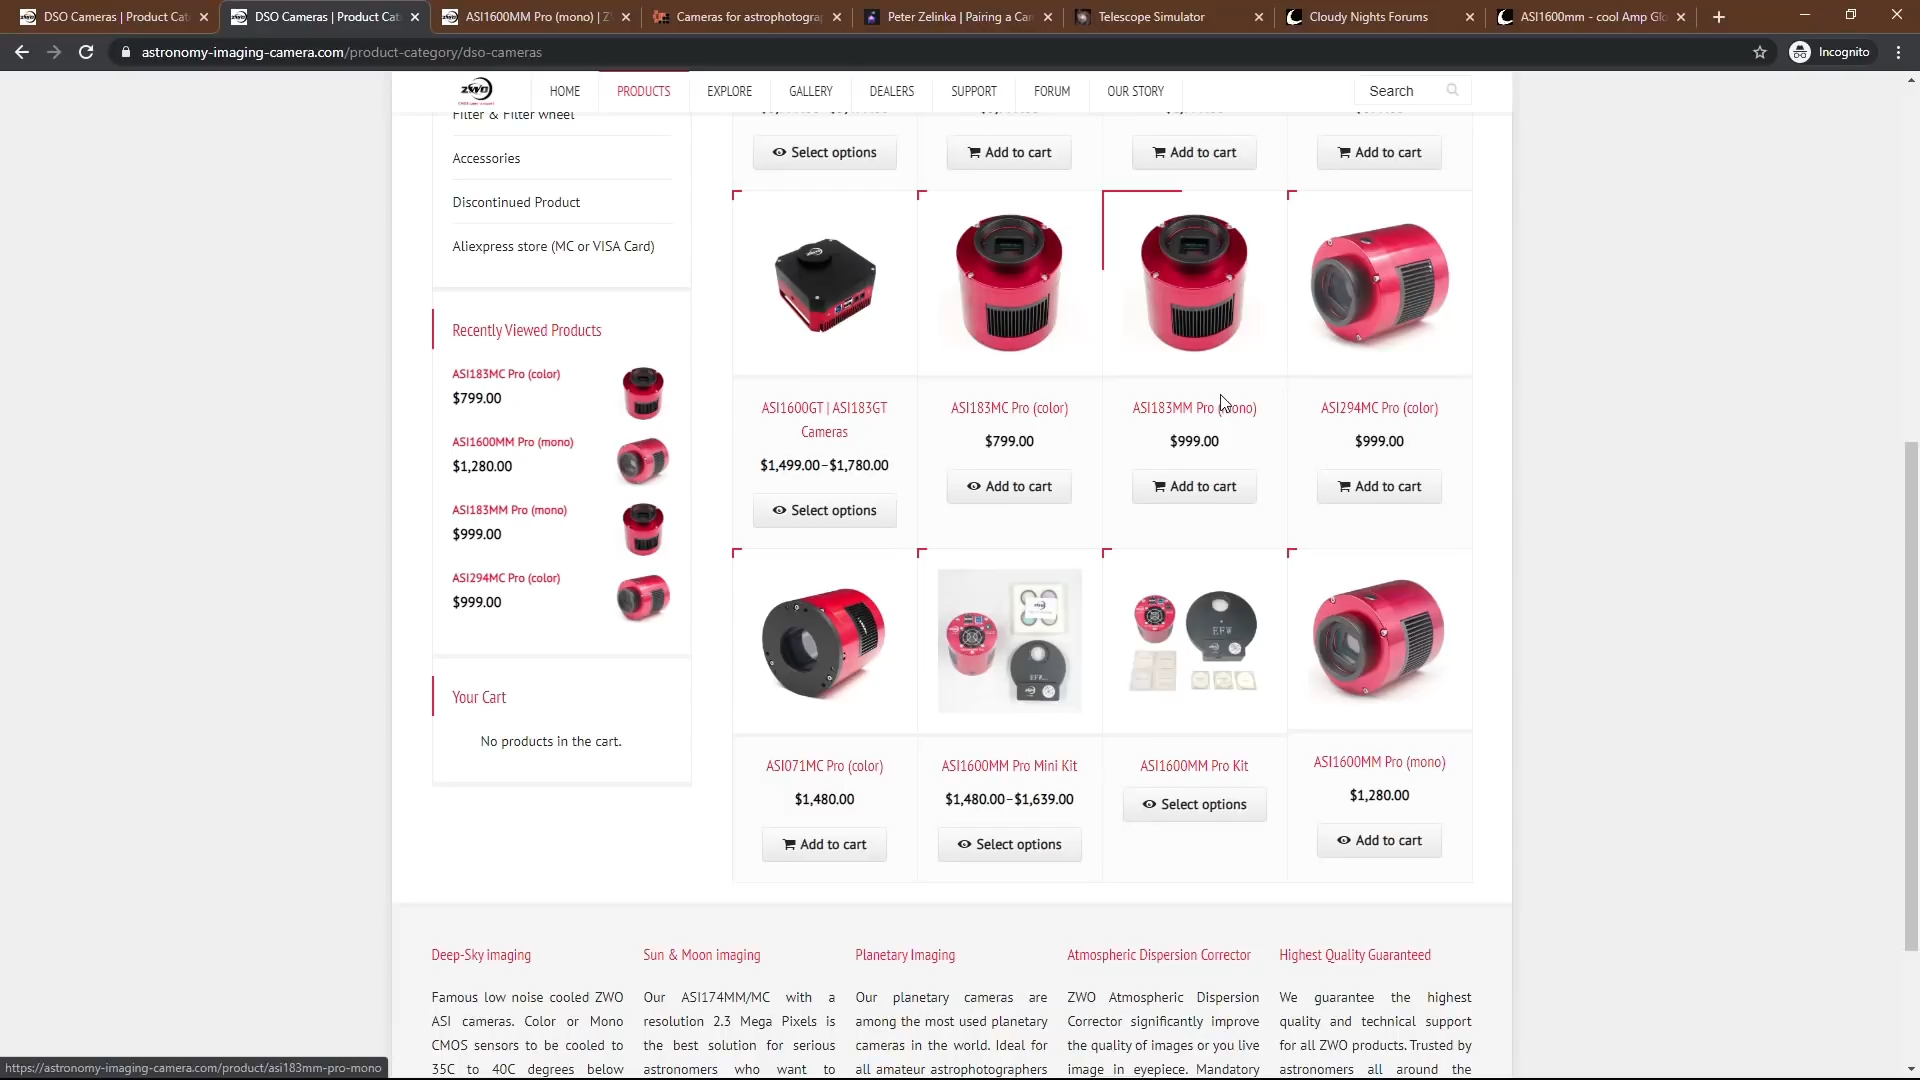 DSO Cameras | Product Cat
DSO Cameras | Product Cat
ASI1600MM Pro (mono) | Z
Cameras for astrophotogra
Peter Zelinka | Pairing a Can
Telescope Simulator
Cloudy Nights Forums
ASI1600mm - cool Amp Glo
astronomy-imaging-camera.com/product-category/dso-cameras
Incognito
ZWO
HOME
PRODUCTS
EXPLORE
GALLERY
DEALERS
SUPPORT
FORUM
OUR STORY
Search
Filter & Filter wheel
Accessories
Discontinued Product
Aliexpress store (MC or VISA Card)
Recently Viewed Products
ASI183MC Pro (color)
$799.00
ASI1600MM Pro (mono)
$1,280.00
ASI183MM Pro (mono)
$999.00
ASI294MC Pro (color)
$999.00
Your Cart
No products in the cart.
Select options
Add to cart
Add to cart
Add to cart
ASI1600GT | ASI183GT
Cameras
$1,499.00–$1,780.00
Select options
ASI183MC Pro (color)
$799.00
Add to cart
ASI183MM Pro (mono)
$999.00
Add to cart
ASI294MC Pro (color)
$999.00
Add to cart
ASI071MC Pro (color)
$1,480.00
Add to cart
EFW
ASI1600MM Pro Mini Kit
$1,480.00–$1,639.00
Select options
EFW
ASI1600MM Pro Kit
Select options
ASI1600MM Pro (mono)
$1,280.00
Add to cart
Deep-Sky imaging
Famous low noise cooled ZWO
ASI cameras. Color or Mono
CMOS sensors to be cooled to
35C to 40C degrees below
Sun & Moon imaging
Our ASI174MM/MC with a
resolution 2.3 Mega Pixels is
the best solution for serious
astronomers who want to
Planetary Imaging
Our planetary cameras are
among the most used planetary
cameras in the world. Ideal for
all amateur astrophotographers
Atmospheric Dispersion Corrector
ZWO Atmospheric Dispersion
Corrector significantly improve
the quality of images or you live
image in eyepiece. Mandatory
Highest Quality Guaranteed
We guarantee the highest
quality and technical support
for all ZWO products. Trusted by
astronomers all around the
https://astronomy-imaging-camera.com/product/asi183mm-pro-mono